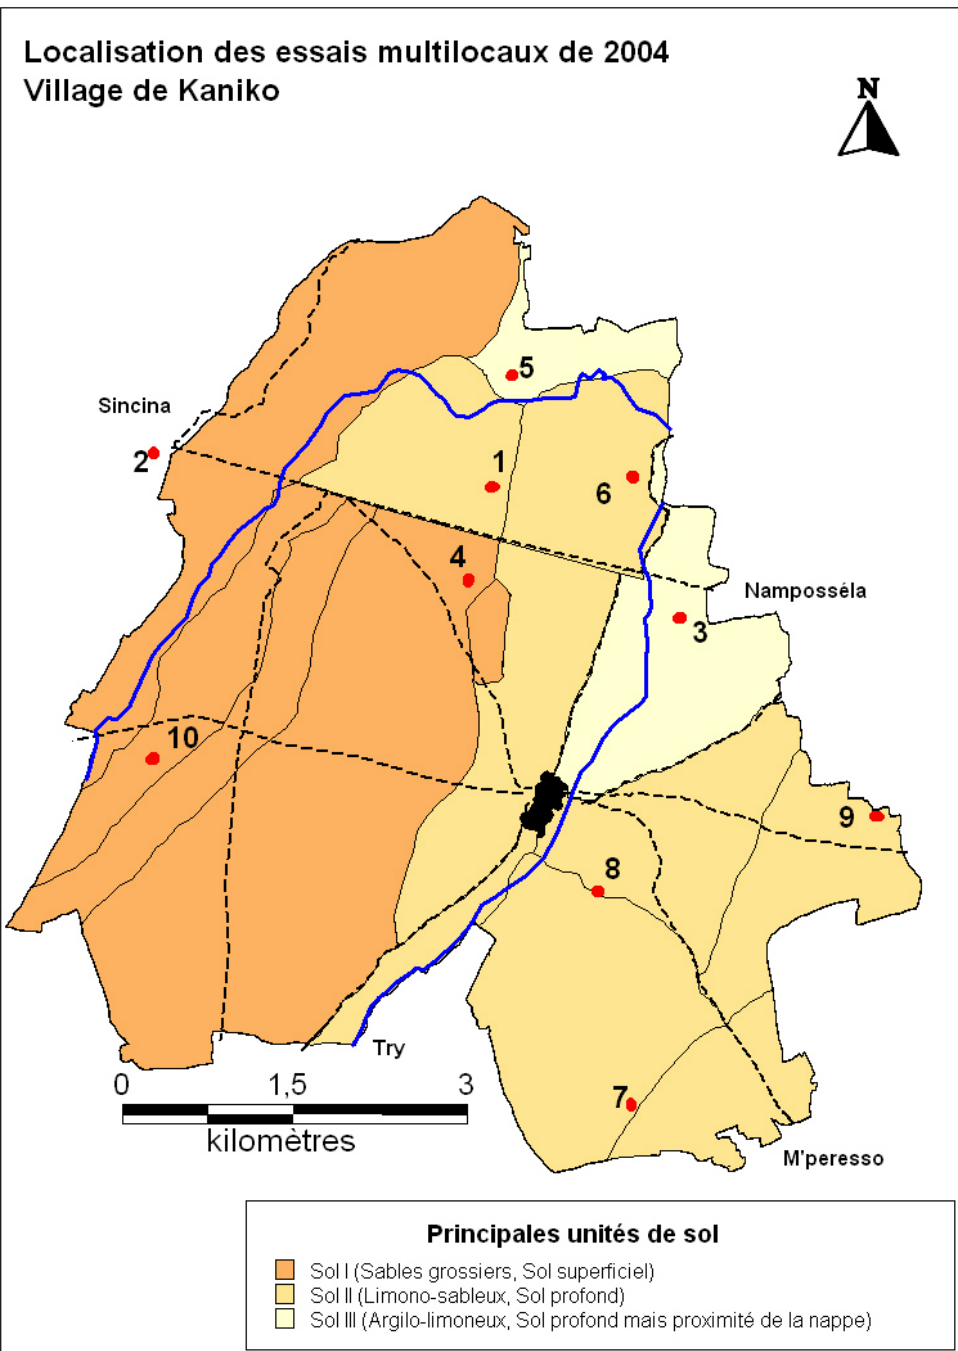 Localisation des essais multilocaux de 2004
Village de Kaniko
N
5
Sincina
2
1
6
4
Namposséla
3
10
9
8
Try
0 1,5 3
kilomètres
7
M'peresso
Principales unités de sol
Sol I (Sables grossiers, Sol superficiel)
Sol II (Limono-sableux, Sol profond)
Sol III (Argilo-limoneux, Sol profond mais proximité de la nappe)